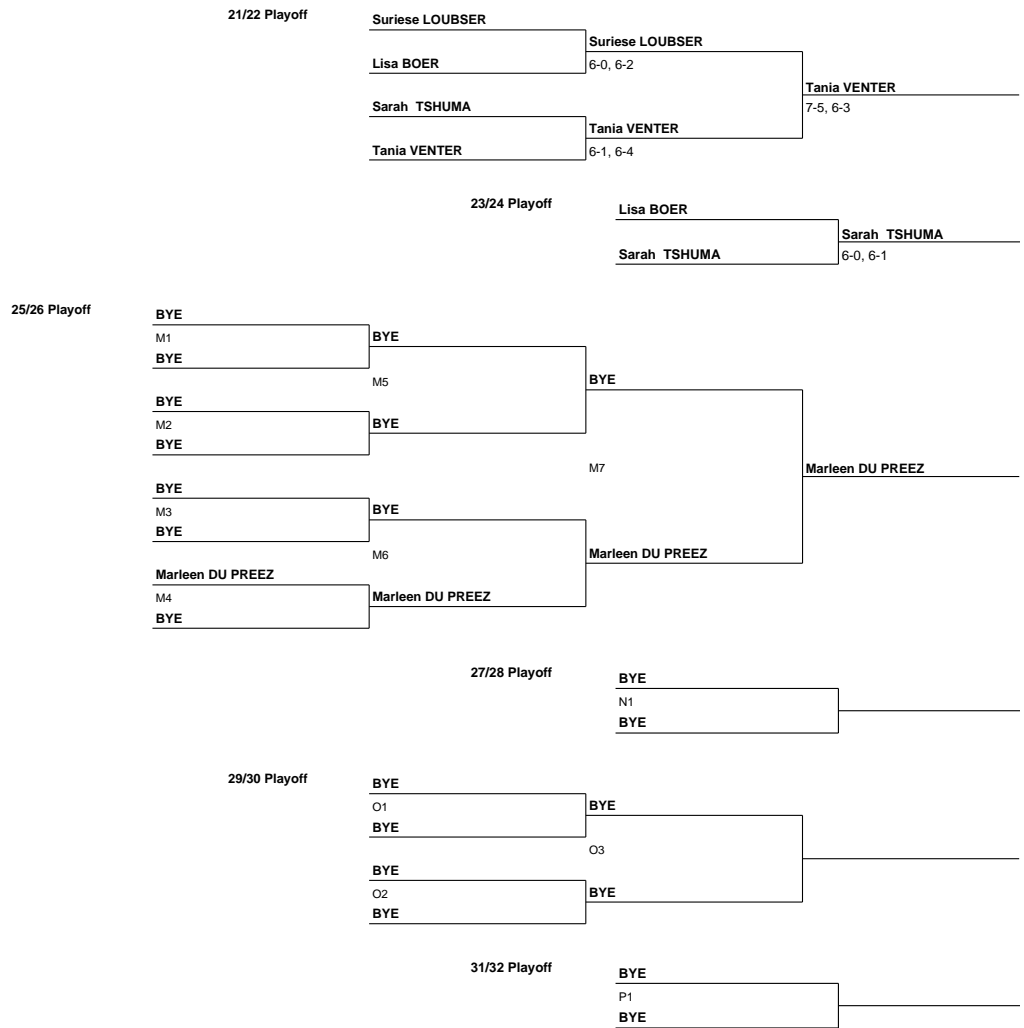 21/22 Playoff
Suriese LOUBSER
Suriese LOUBSER
Lisa BOER
6-0, 6-2
Tania VENTER
Sarah TSHUMA
7-5, 6-3
Tania VENTER
Tania VENTER
6-1, 6-4
23/24 Playoff
Lisa BOER
Sarah TSHUMA
Sarah TSHUMA
6-0, 6-1
25/26 Playoff
BYE
M1
BYE
BYE
M5
BYE
BYE
M2
BYE
BYE
M7
Marleen DU PREEZ
BYE
M3
BYE
BYE
M6
Marleen DU PREEZ
Marleen DU PREEZ
M4
Marleen DU PREEZ
BYE
27/28 Playoff
BYE
N1
BYE
29/30 Playoff
BYE
O1
BYE
BYE
O3
BYE
O2
BYE
BYE
31/32 Playoff
BYE
P1
BYE